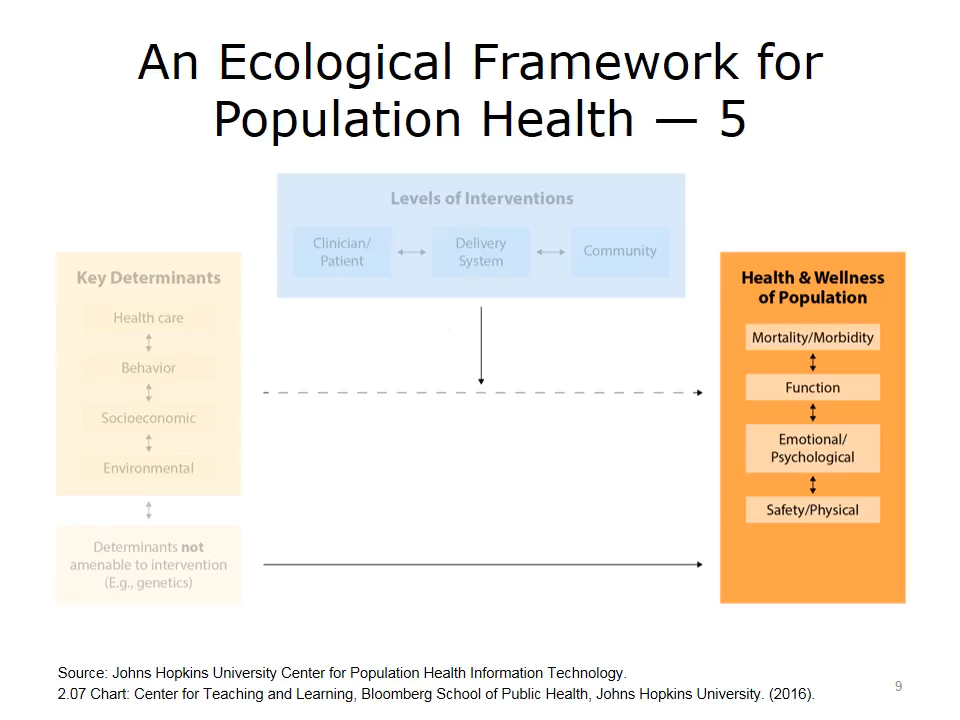 An Ecological Framework for
Population Health — 5
Levels of Interventions
Clinician/
Patient
Delivery
System
Community
Key Determinants
Health care
Behavior
Socioeconomic
Environmental
Determinants not
amenable to intervention
(E.g., genetics)
Health & Wellness
of Population
Mortality/Morbidity
Function
Emotional/
Psychological
Safety/Physical
Source: Johns Hopkins University Center for Population Health Information Technology.
2.07 Chart: Center for Teaching and Learning, Bloomberg School of Public Health, Johns Hopkins University. (2016).
9